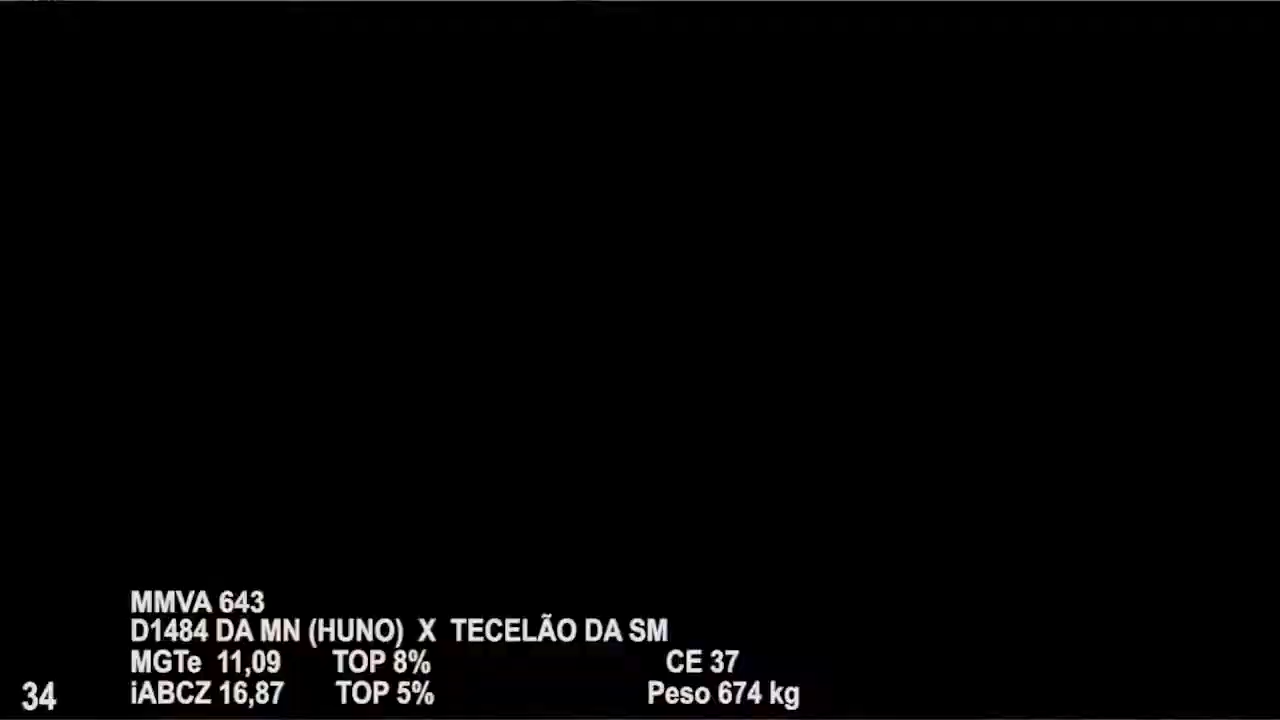 MMVA 643
D1484 DA MN (HUNO) X TECELÃO DA SM
MGTe 11,09 TOP 8% CE 37
34 iABCZ 16,87 TOP 5% Peso 674 kg